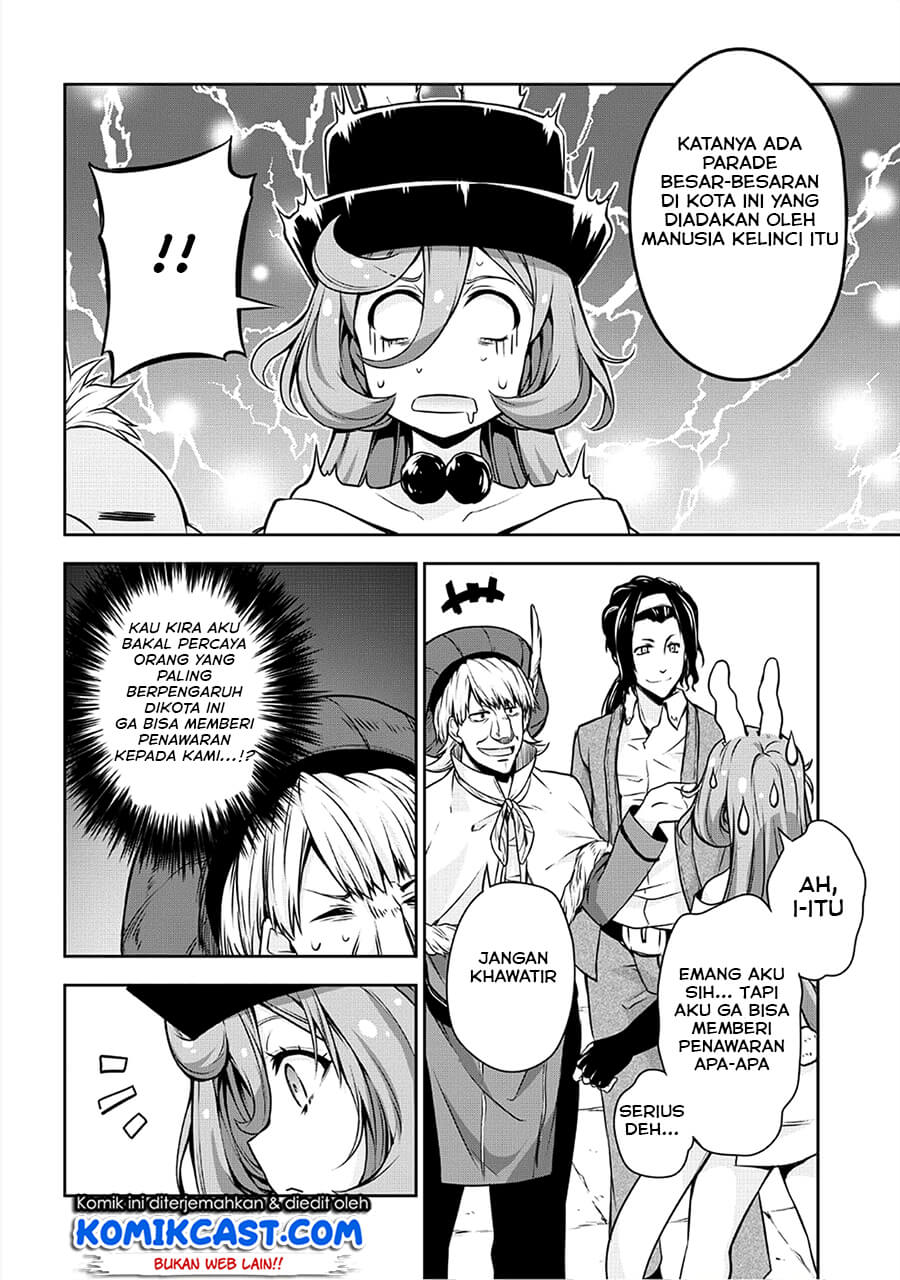 KATANYA ADA
PARADE
BESAR-BESARAN
DI KOTA INI YANG
DIADAKAN OLEH
MANUSIA KELINCI ITU
!!
AH,
I-ITU
EMANG AKU
SIH... TAPI
AKU GA BISA
MEMBERI
PENAWARAN
APA-APA
SERIUS
DEH...
JANGAN
KHAWATIR
KAU KIRA AKU
BAKAL PERCAYA
ORANG YANG
PALING
BERPENGARUH
DIKOTA INI
GA BISA MEMBERI
PENAWARAN
KEPADA KAMI...!?
Komik ini diterjemahkan & diedit oleh
KOMIKCAST.COM
BUKAN WEB LAIN!!